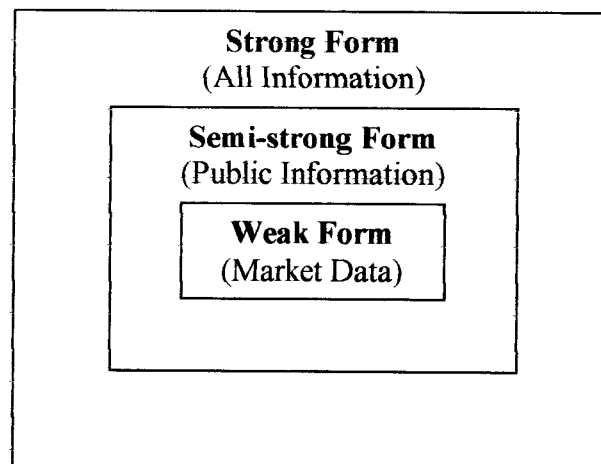 Strong Form
(All Information)
Semi-strong Form
(Public Information)
Weak Form
(Market Data)